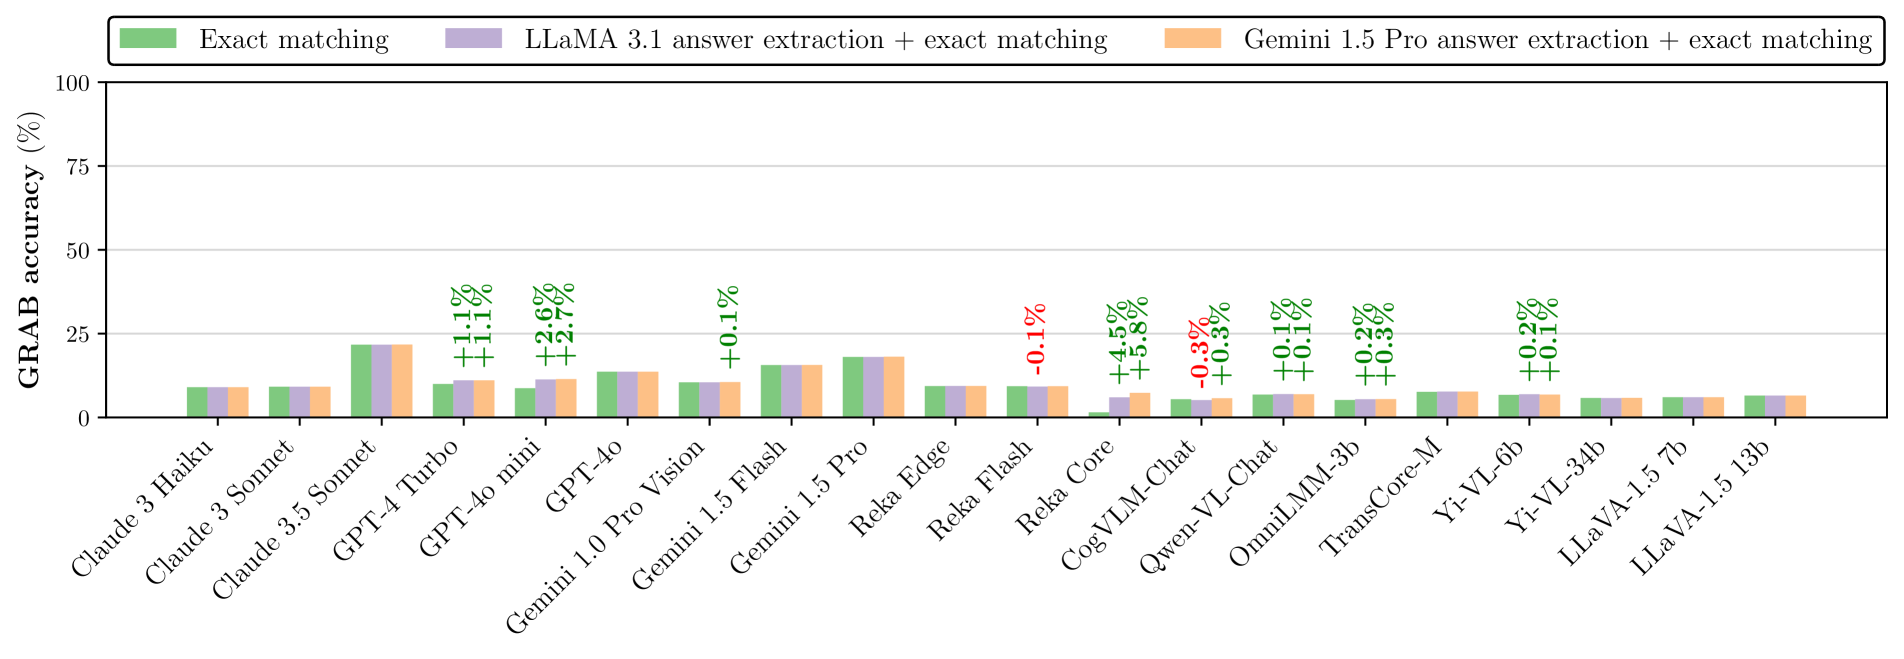 Exact matching
LLaMA 3.1 answer extraction + exact matching
Gemini 1.5 Pro answer extraction + exact matching
GRAB accuracy (%)
100
75
50
25
0
+1.1%
+1.1%
+2.6%
+2.7%
+0.1%
-0.1%
+4.5%
+5.8%
-0.3%
+0.3%
+0.1%
+0.1%
+0.2%
+0.3%
+0.2%
+0.1%
Claude 3 Haiku
Claude 3 Sonnet
Claude 3.5 Sonnet
GPT-4 Turbo
GPT-4o mini
GPT-4o
Gemini 1.0 Pro Vision
Gemini 1.5 Flash
Gemini 1.5 Pro
Reka Edge
Reka Flash
Reka Core
CogVLM-Chat
Qwen-VL-Chat
OmniLMM-3b
TransCore-M
Yi-VL-6b
Yi-VL-34b
LLaVA-1.5 7b
LLaVA-1.5 13b